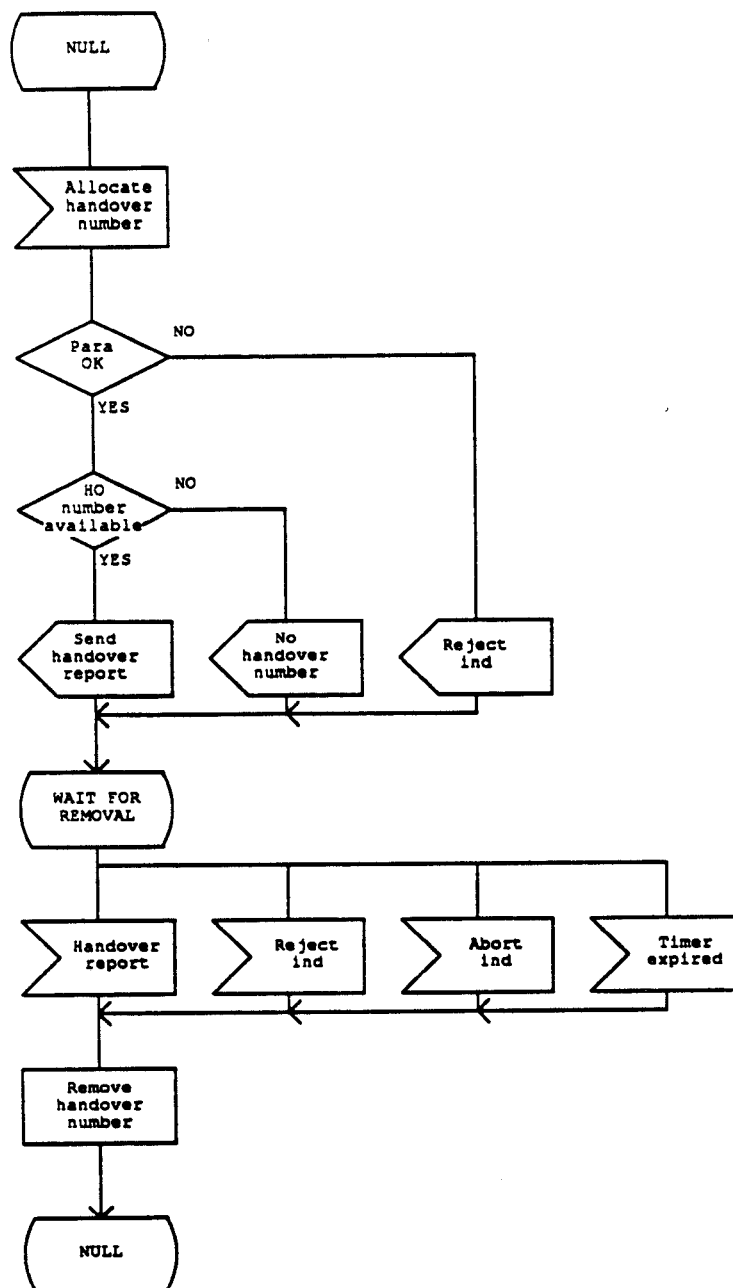 NULL
Allocate
handover
number
Para
OK
NO
YES
HO
number
available
NO
YES
Send
handover
report
No
handover
number
Reject
ind
WAIT FOR
REMOVAL
Handover
report
Reject
ind
Abort
ind
Timer
expired
Remove
handover
number
NULL